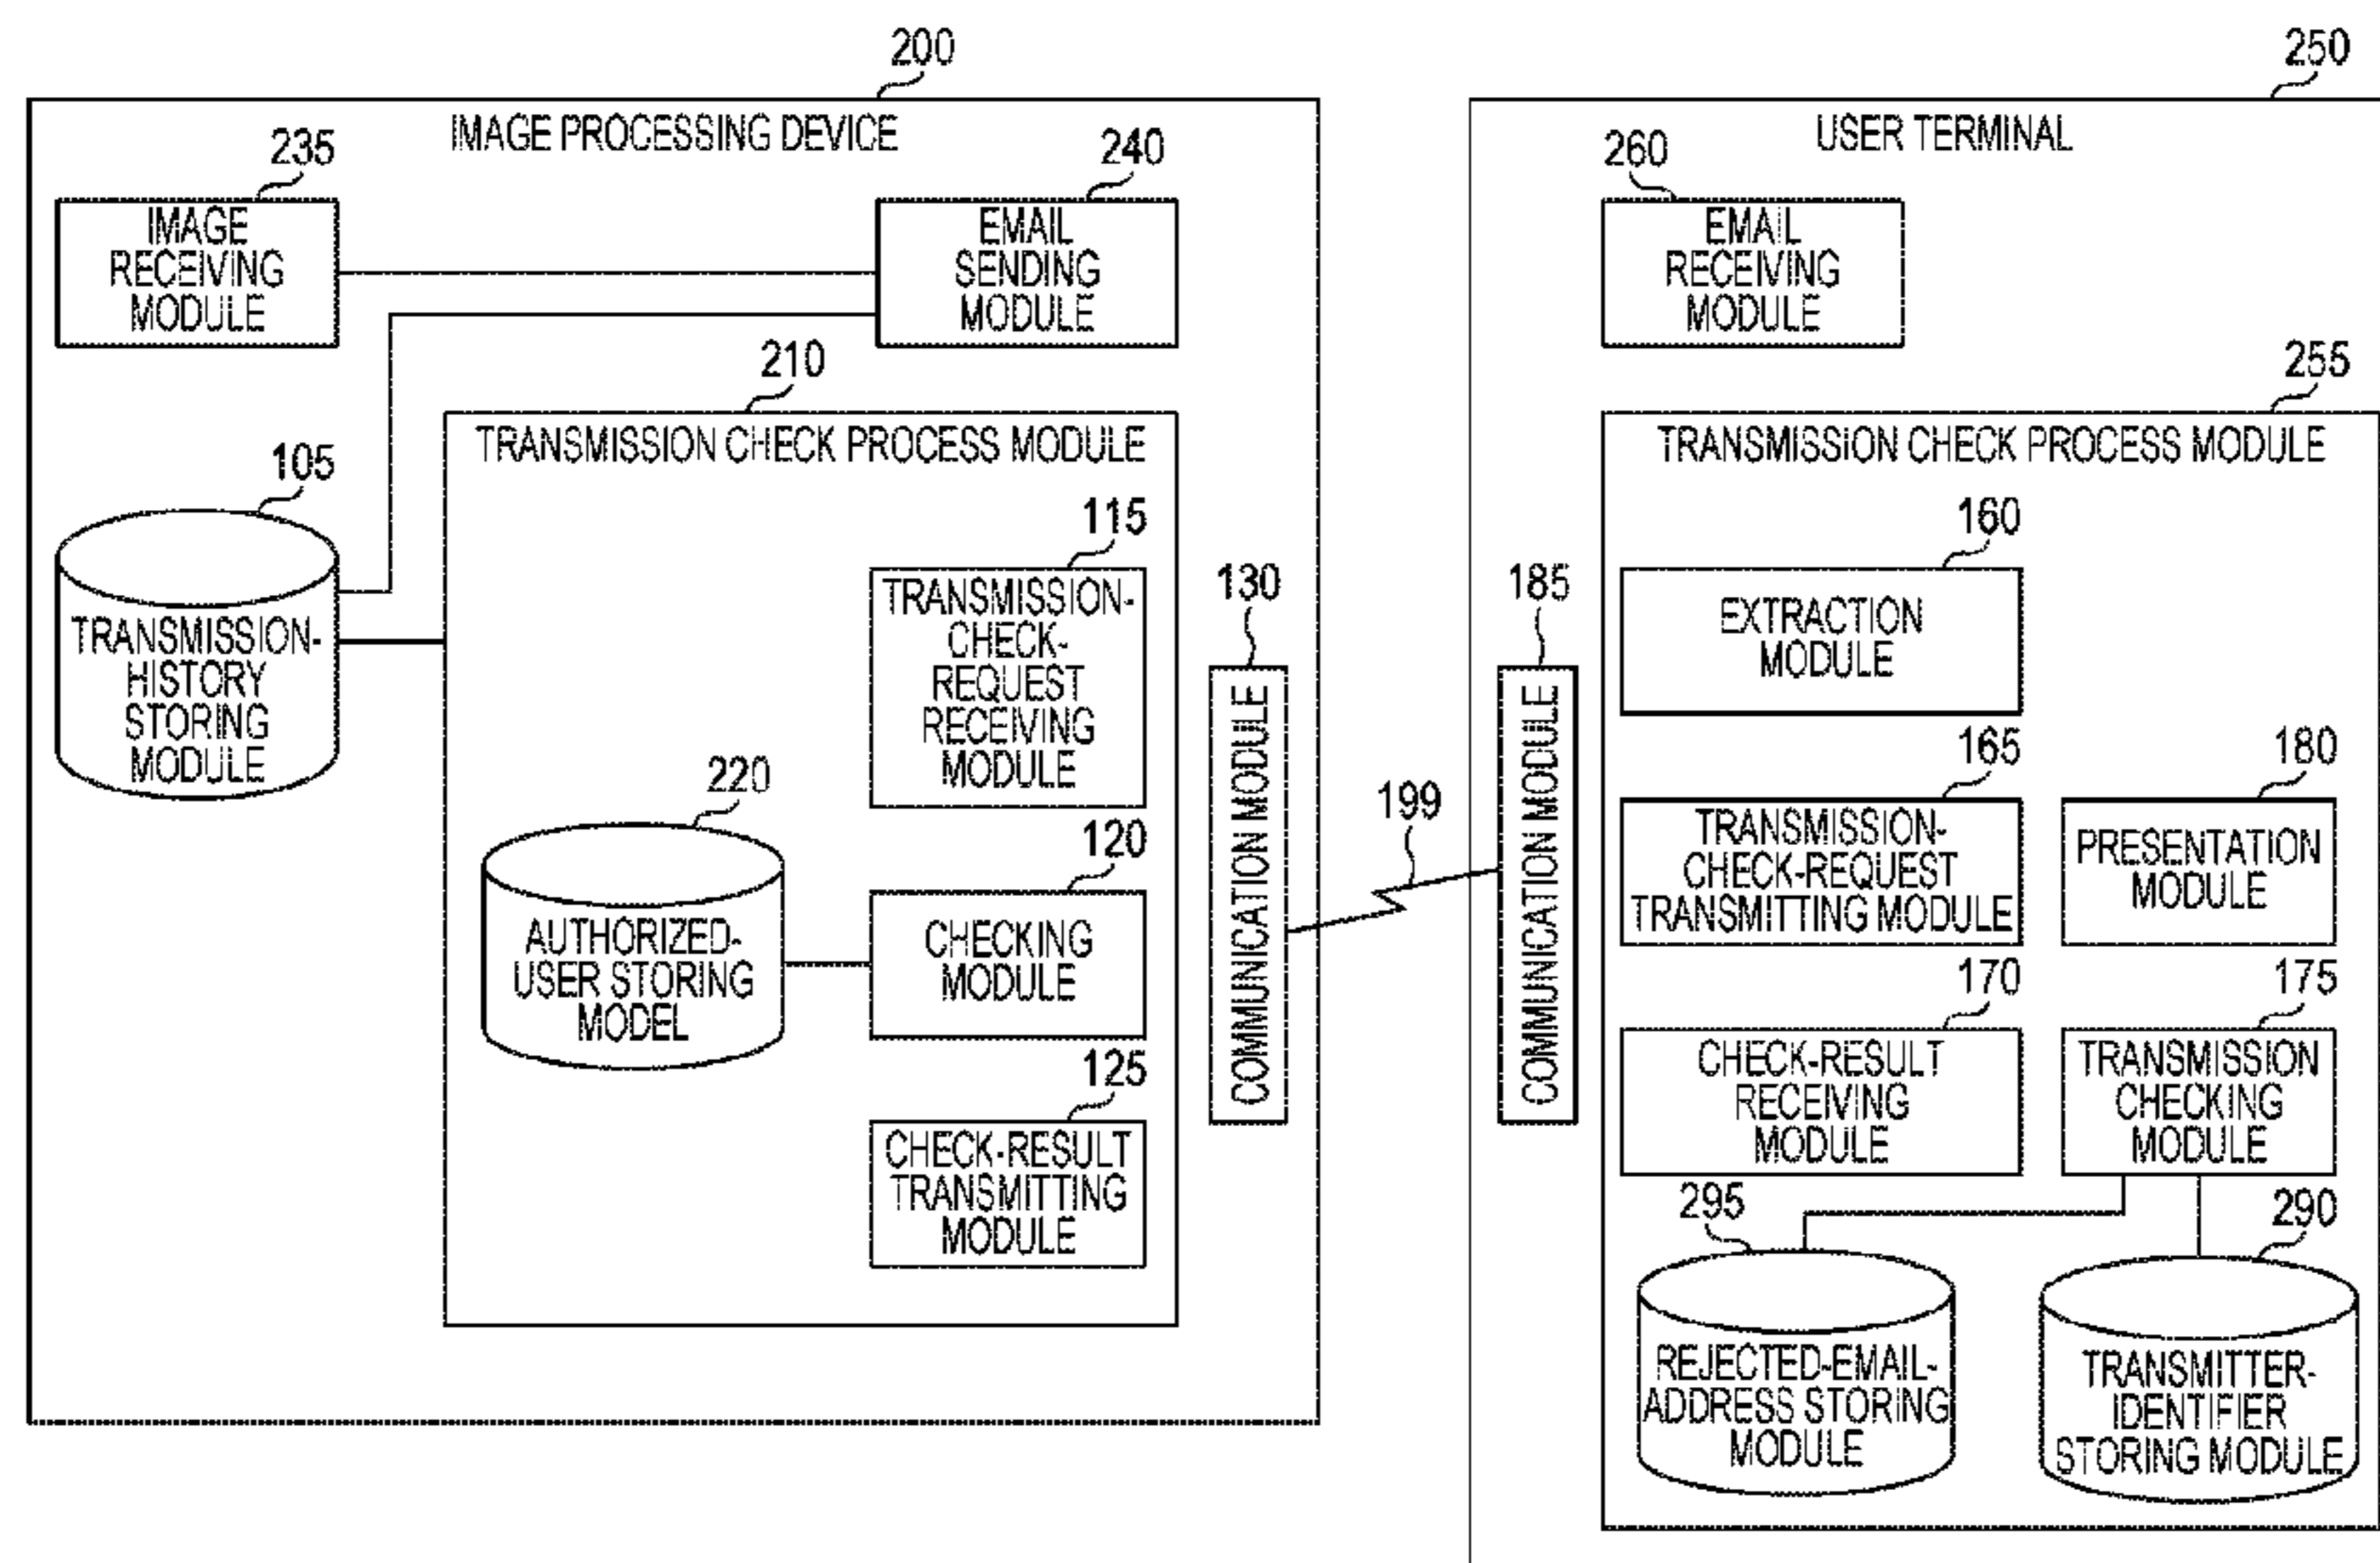 200
IMAGE PROCESSING DEVICE
235
IMAGE
RECEIVING
MODULE
240
EMAIL
SENDING
MODULE
210
TRANSMISSION CHECK PROCESS MODULE
105
TRANSMISSION-
HISTORY
STORING
MODULE
115
TRANSMISSION-
CHECK-
REQUEST
RECEIVING
MODULE
220
AUTHORIZED-
USER STORING
MODEL
120
CHECKING
MODULE
125
CHECK-RESULT
TRANSMITTING
MODULE
130
COMMUNICATION MODULE
199
250
USER TERMINAL
260
EMAIL
RECEIVING
MODULE
185
COMMUNICATION MODULE
255
TRANSMISSION CHECK PROCESS MODULE
160
EXTRACTION
MODULE
165
TRANSMISSION-
CHECK-REQUEST
TRANSMITTING MODULE
180
PRESENTATION
MODULE
170
CHECK-RESULT
RECEIVING
MODULE
175
TRANSMISSION
CHECKING
MODULE
295
REJECTED-EMAIL-
ADDRESS STORING
MODULE
290
TRANSMITTER-
IDENTIFIER
STORING MODULE